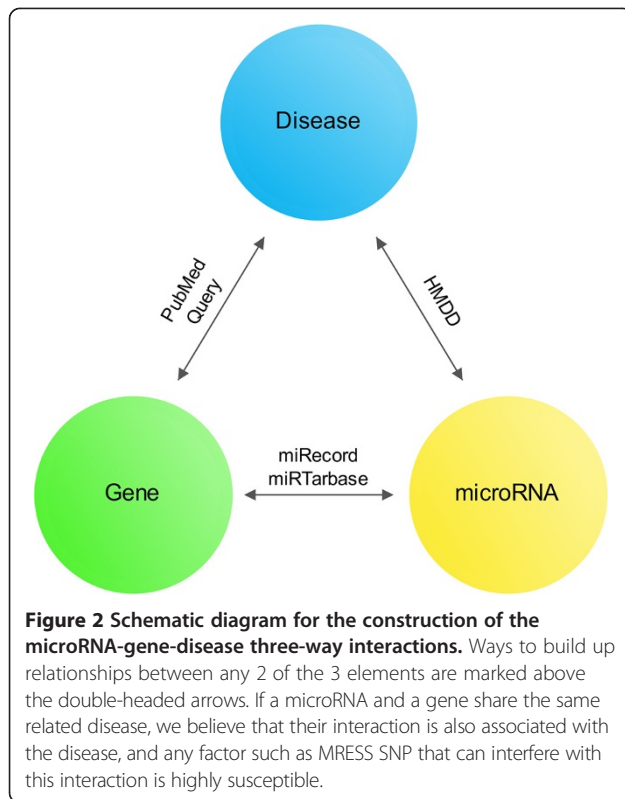 Disease
PubMed
Query
HMDD
miRecord
miRTarbase
Gene
microRNA
Figure 2 Schematic diagram for the construction of the
microRNA-gene-disease three-way interactions. Ways to build up
relationships between any 2 of the 3 elements are marked above
the double-headed arrows. If a microRNA and a gene share the same
related disease, we believe that their interaction is also associated with
the disease, and any factor such as MRESS SNP that can interfere with
this interaction is highly susceptible.